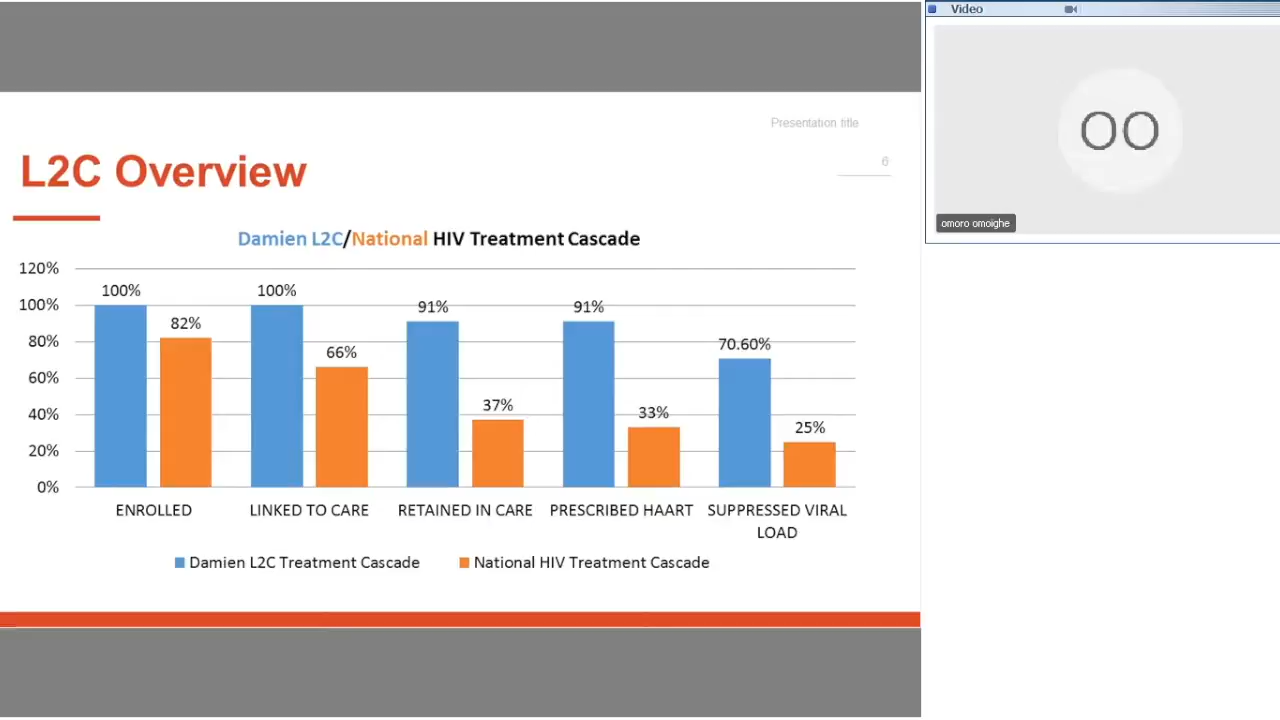 Video
OO
omoro omoighe
Presentation title
6
L2C Overview
Damien L2C/National HIV Treatment Cascade
120%
100%
80%
60%
40%
20%
0%
100%
82%
100%
66%
91%
37%
91%
33%
70.60%
25%
ENROLLED
LINKED TO CARE
RETAINED IN CARE
PRESCRIBED HAART
SUPPRESSED VIRAL
LOAD
Damien L2C Treatment Cascade
National HIV Treatment Cascade